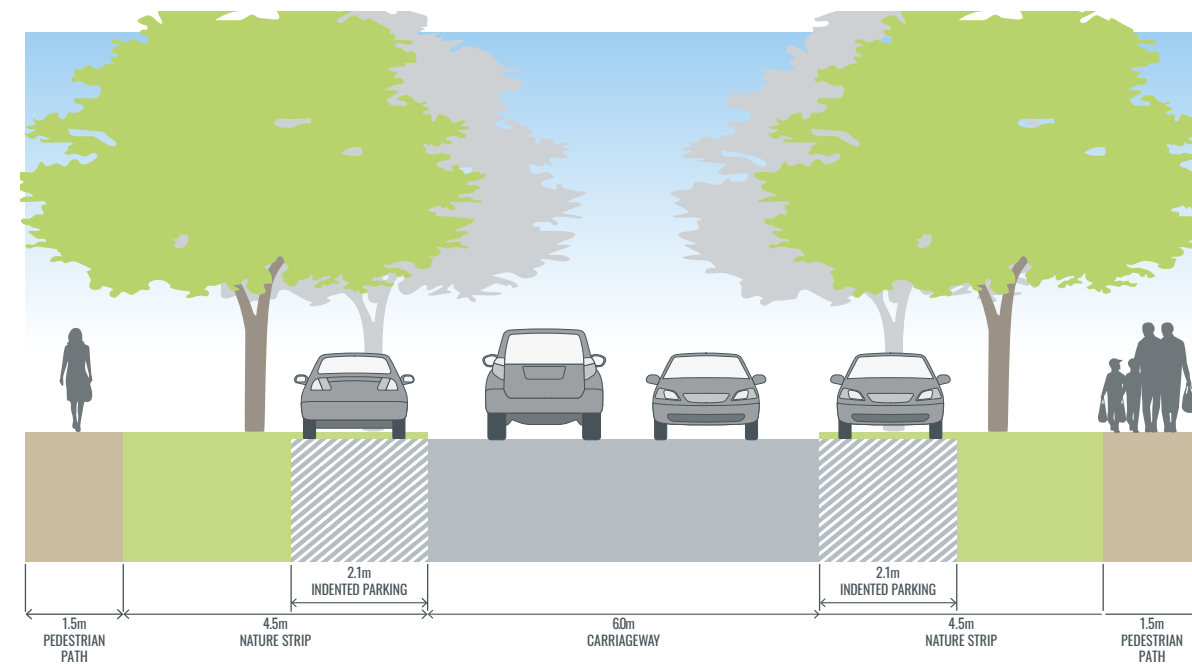 2.1m
INDENTED PARKING
2.1m
INDENTED PARKING
1.5m
PEDESTRIAN
PATH
4.5m
NATURE STRIP
6.0m
CARRIAGEWAY
4.5m
NATURE STRIP
1.5m
PEDESTRIAN
PATH